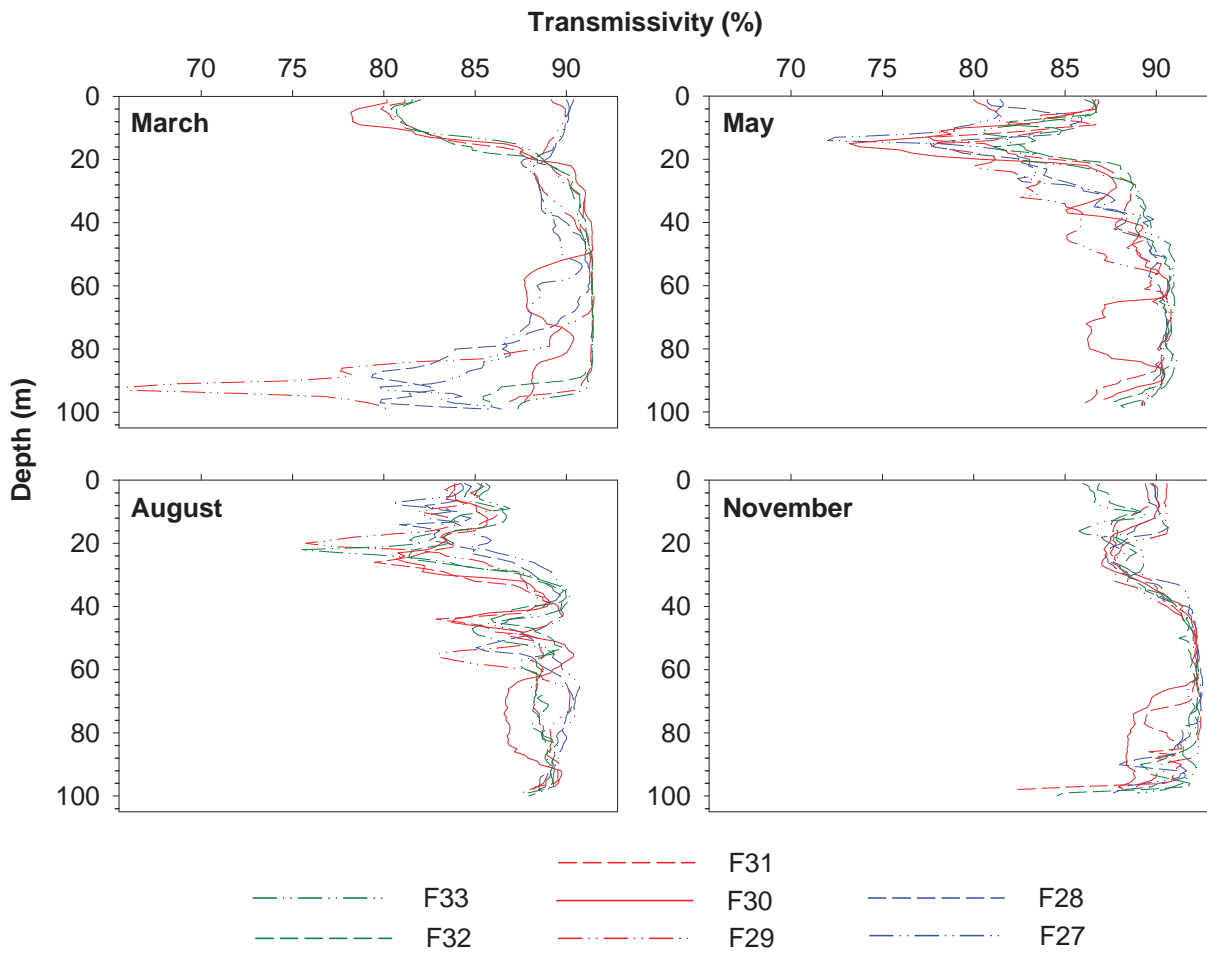 Transmissivity (%)
70 75 80 85 90 70 75 80 85 90
0 March 0 May
20 20
40 40
60 60
80 80
100 100
Depth (m)
0 August 0 November
20 20
40 40
60 60
80 80
100 100
F31
F33 F30 F28
F32 F29 F27